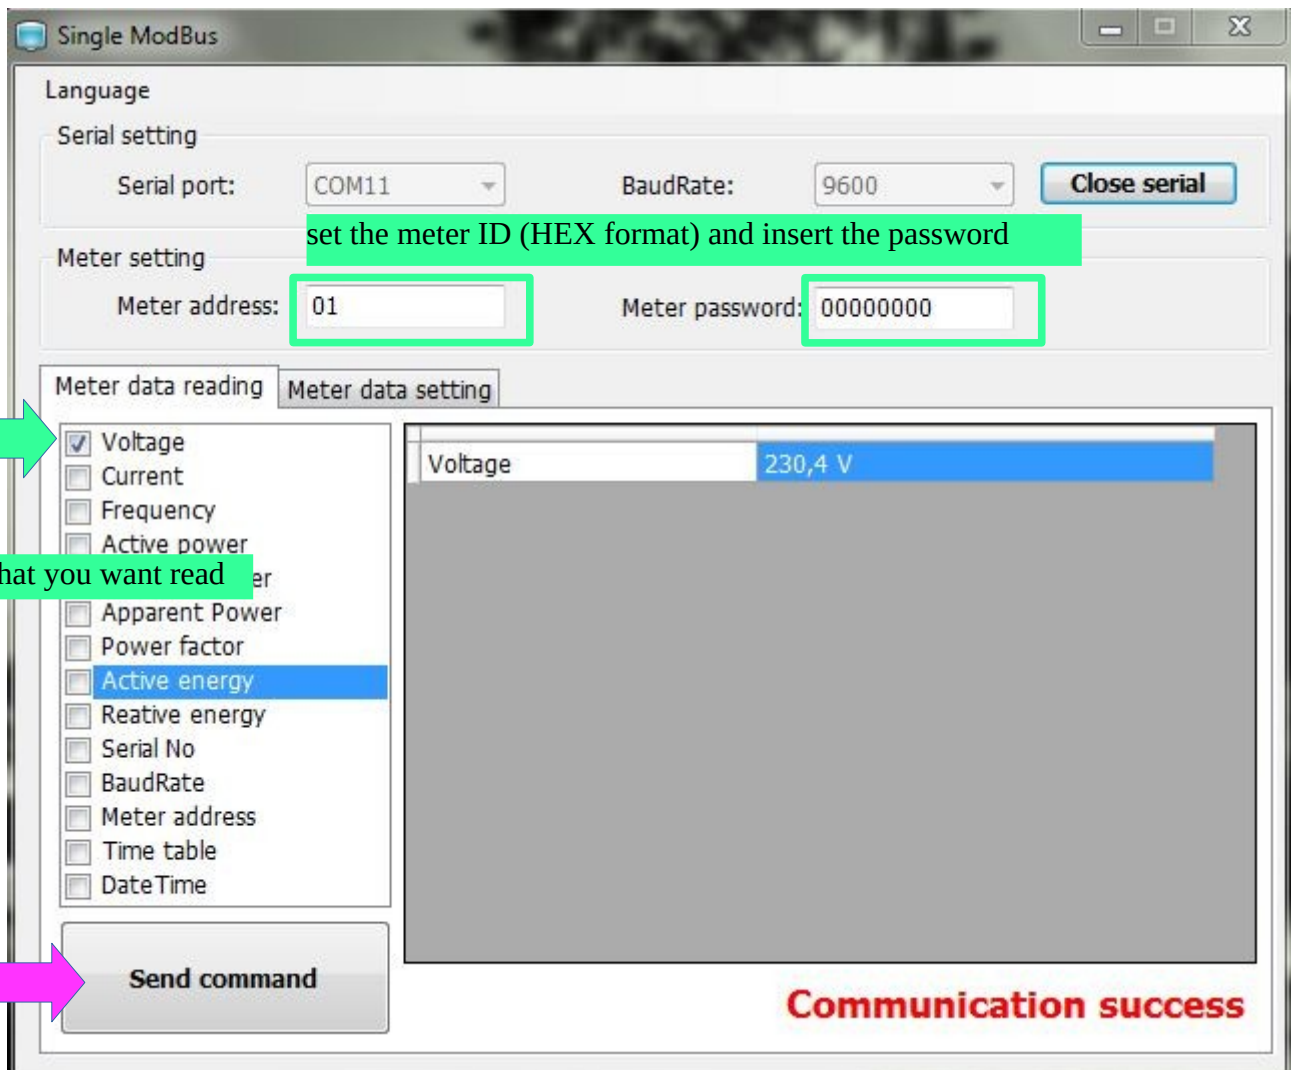 Single ModBus
Language
Serial setting
Serial port: COM11 BaudRate: 9600 Close serial
set the meter ID (HEX format) and insert the password
Meter setting
Meter address: 01 Meter password: 00000000
Meter data reading Meter data setting
Voltage
Current
Frequency
Active power
you want read
Apparent Power
Power factor
Active energy
Reative energy
Serial No
BaudRate
Meter address
Time table
DateTime
Voltage 230,4 V
Send command
Communication success